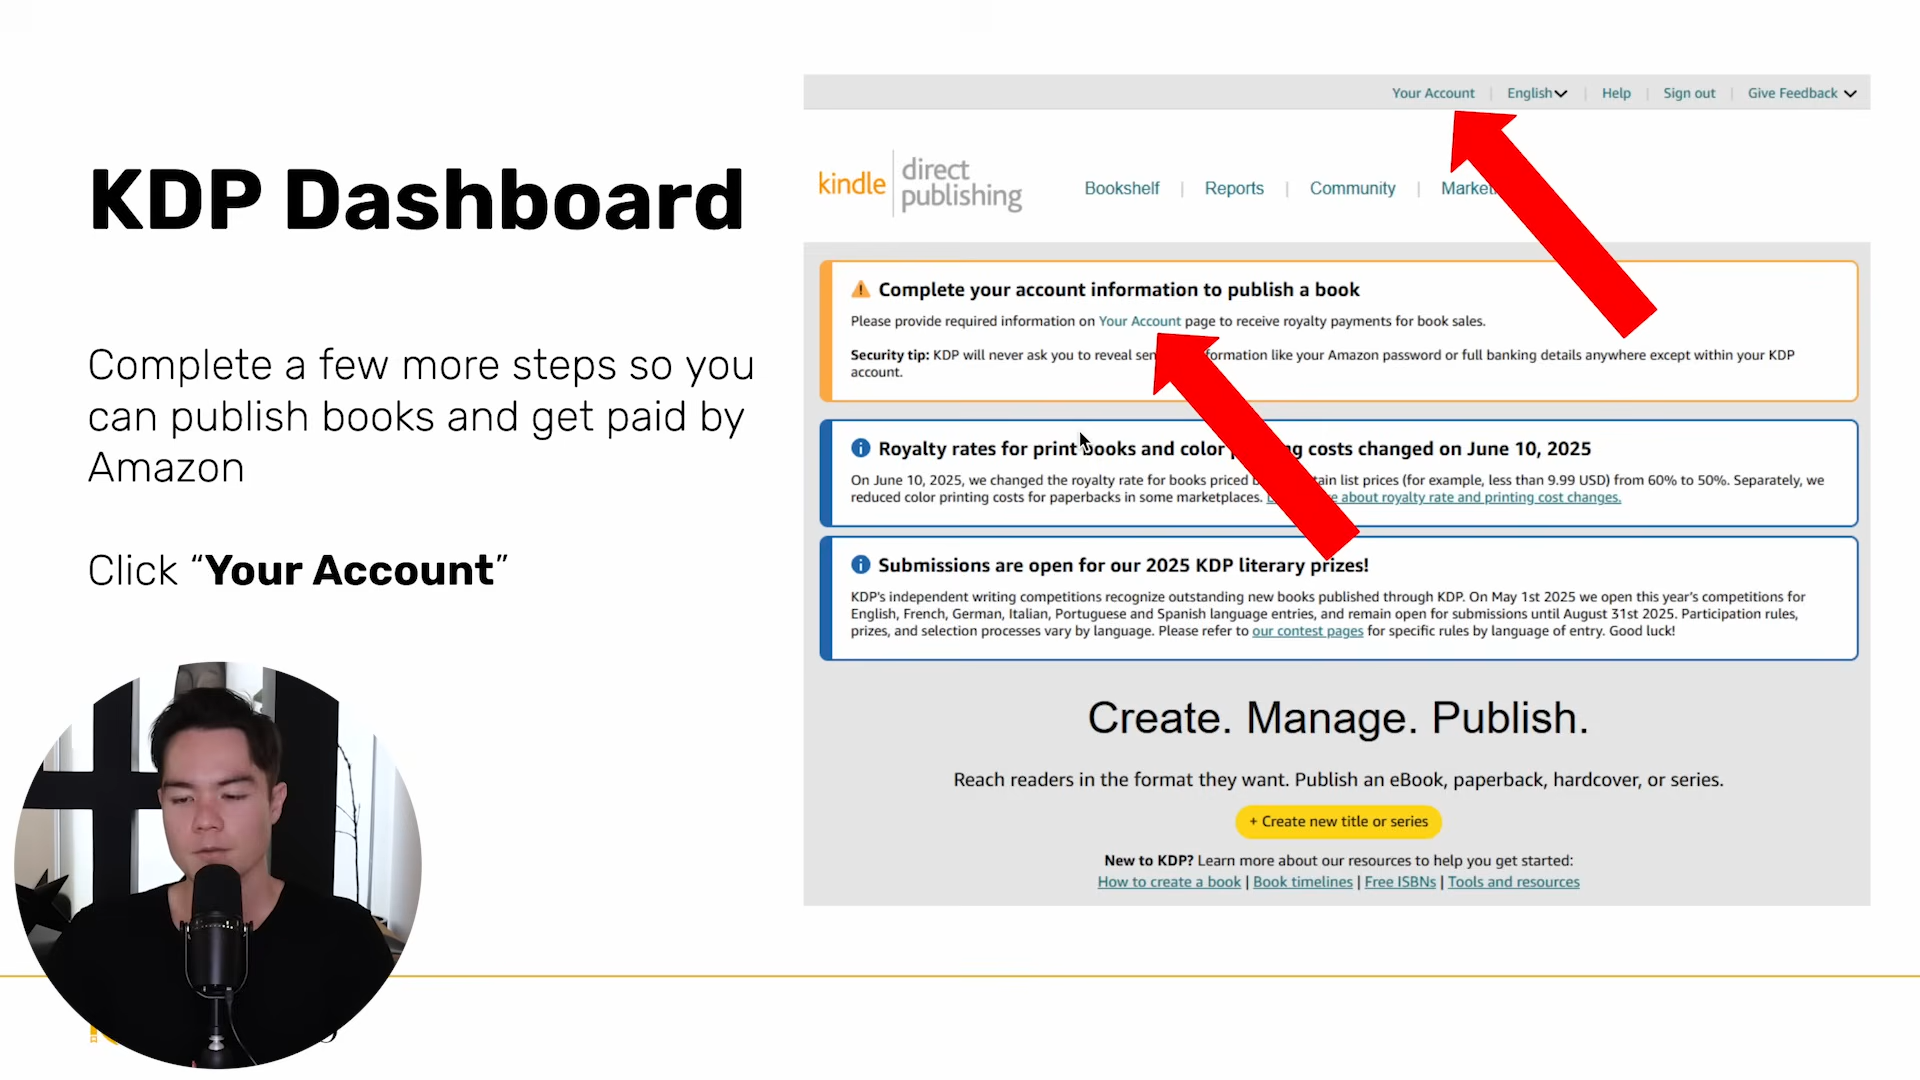 KDP Dashboard
Complete a few more steps so you
can publish books and get paid by
Amazon
Click “Your Account”
Your Account | English | Help | Sign out | Give Feedback
kindle direct publishing
Bookshelf | Reports | Community |
Complete your account information to publish a book
Please provide required information on Your Account page to receive royalty payments for book sales.
Security tip: KDP will never ask you to reveal information like your Amazon password or full banking details anywhere except within your KDP
account.
Royalty rates for print books and color costs changed on June 10, 2025
On June 10, 2025, we changed the royalty rate for books priced list prices (for example, less than 9.99 USD) from 60% to 50%. Separately, we
reduced color printing costs for paperbacks in some marketplaces. about royalty rate and printing cost changes.
Submissions are open for our 2025 KDP literary prizes!
KDP's independent writing competitions recognize outstanding new books published through KDP. On May 1st 2025 we open this year's competitions for
English, French, German, Italian, Portuguese and Spanish language entries, and remain open for submissions until August 31st 2025. Participation rules,
prizes, and selection processes vary by language. Please refer to our contest pages for specific rules by language of entry. Good luck!
Create. Manage. Publish.
Reach readers in the format they want. Publish an eBook, paperback, hardcover, or series.
+ Create new title or series
New to KDP? Learn more about our resources to help you get started:
How to create a book | Book timelines | Free ISBNs | Tools and resources